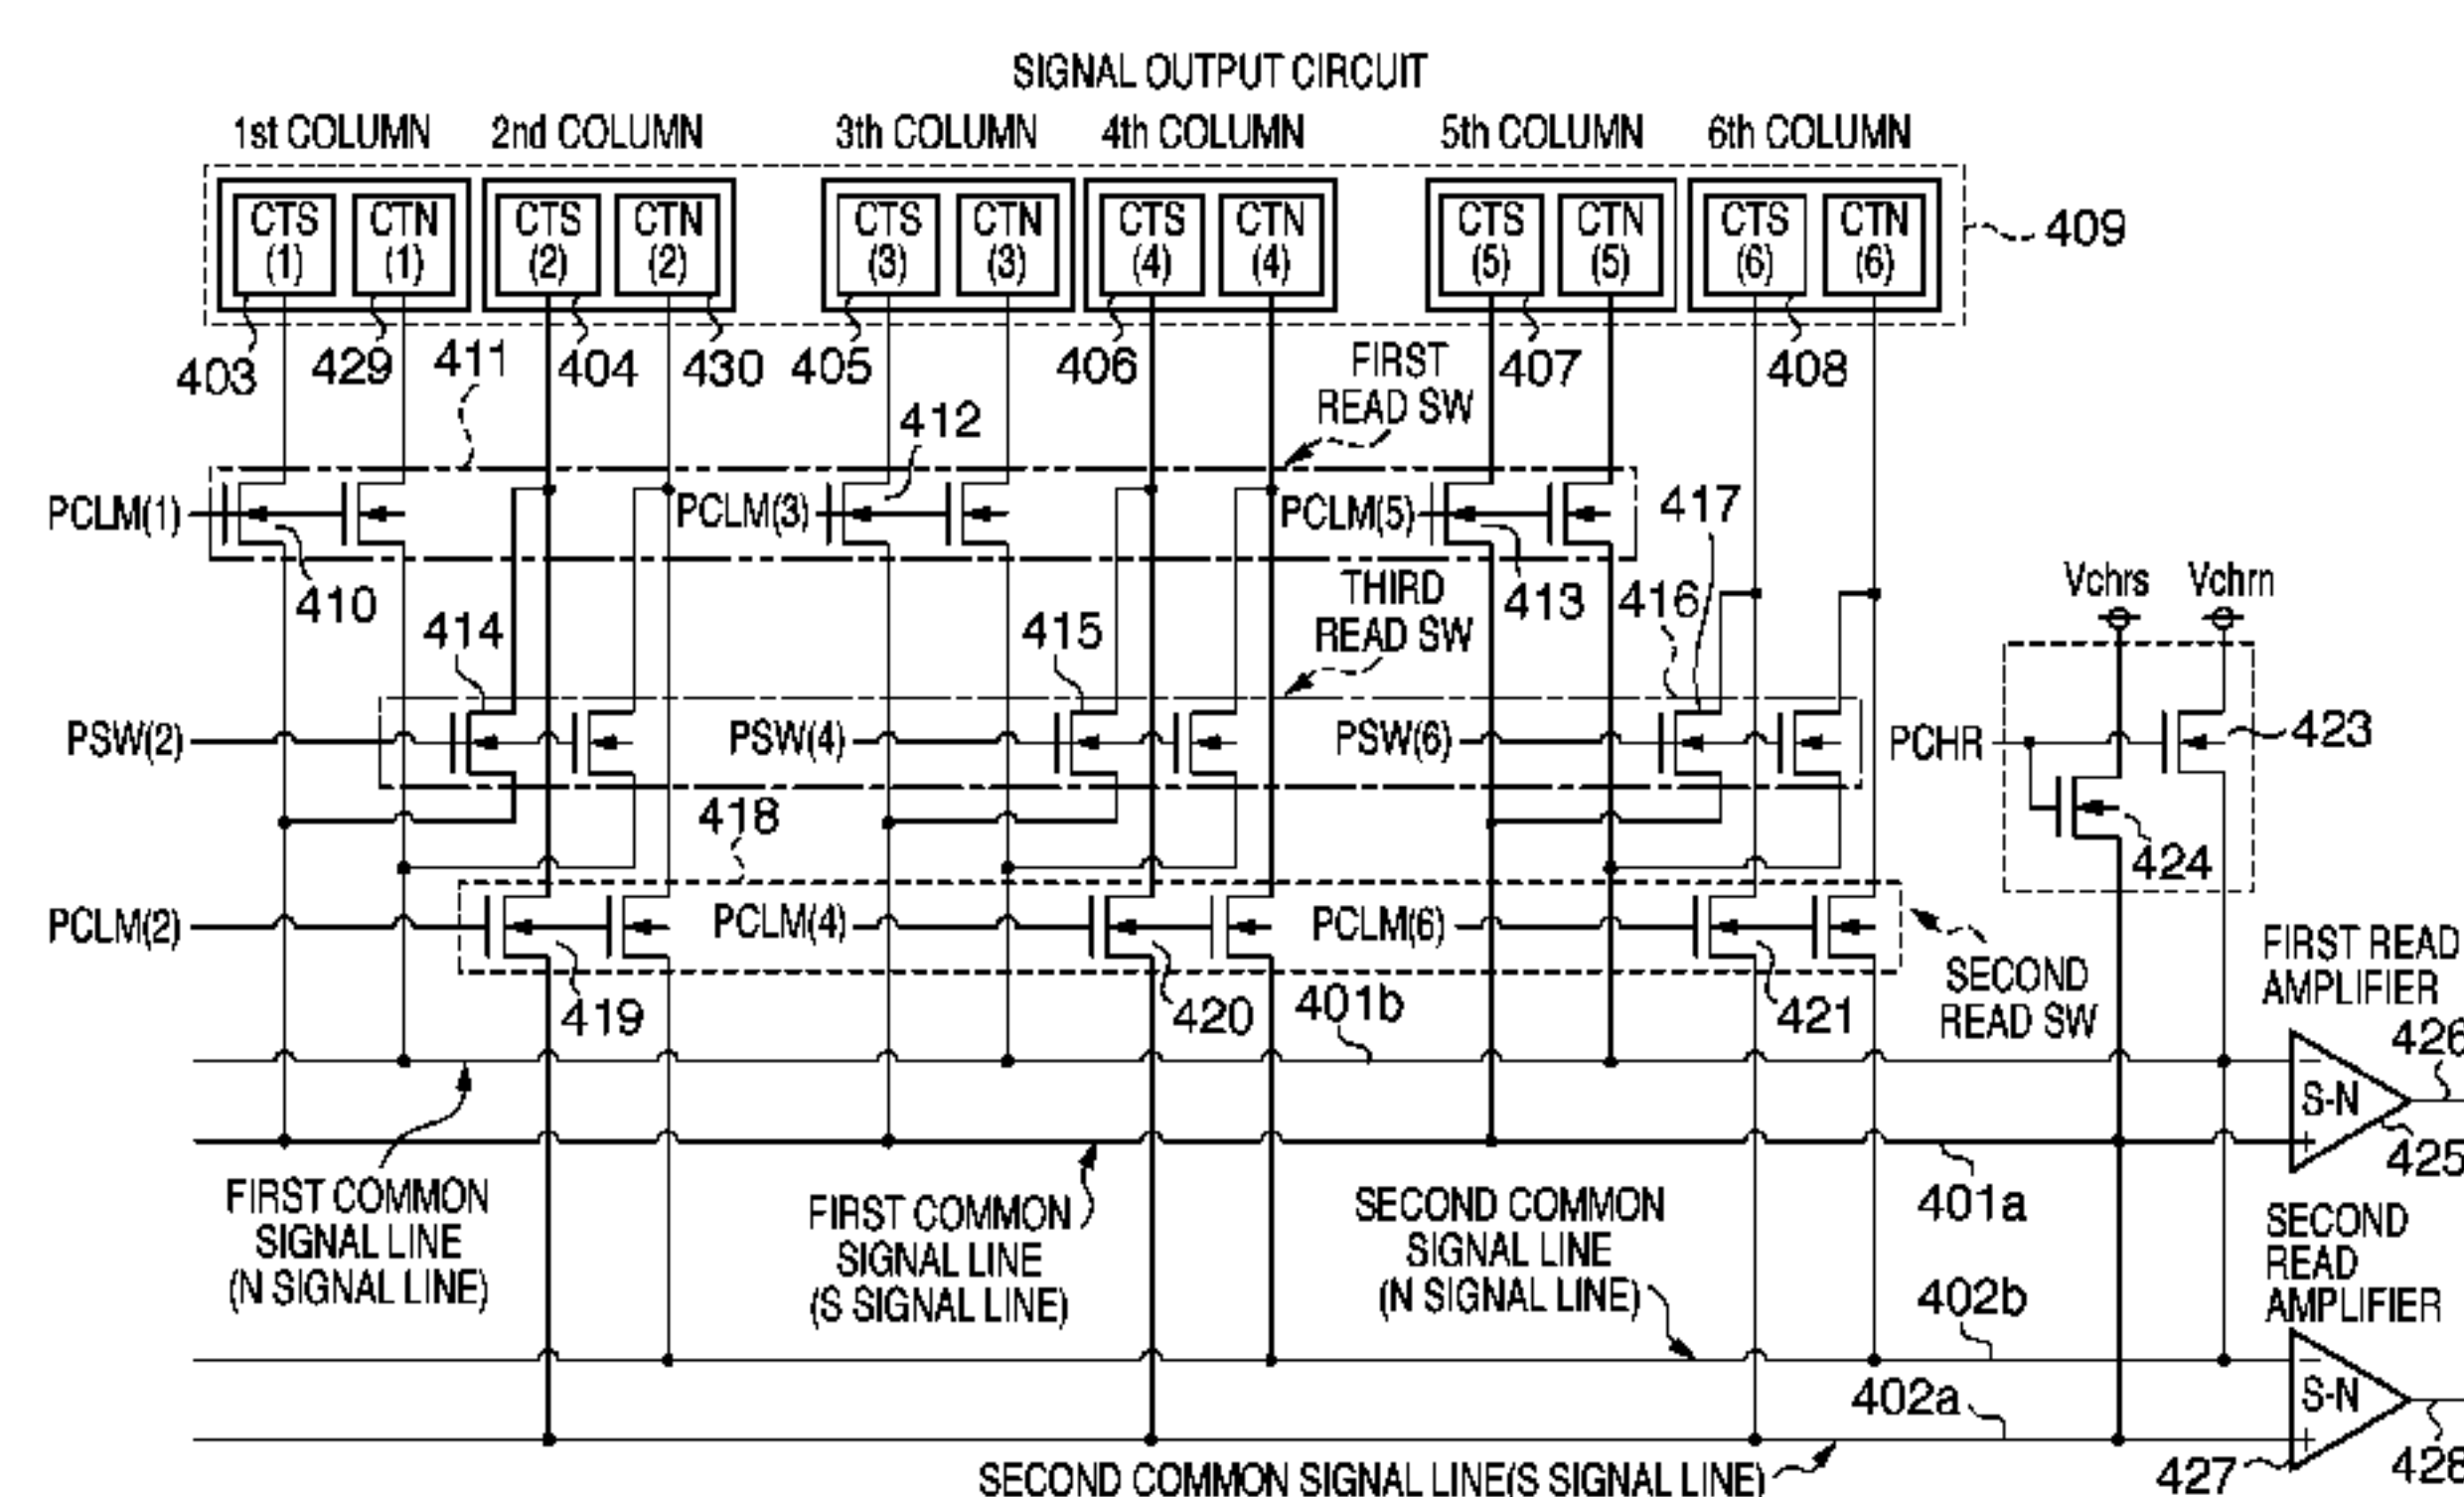 SIGNAL OUTPUT CIRCUIT
1st COLUMN 2nd COLUMN 3th COLUMN 4th COLUMN 5th COLUMN 6th COLUMN
CTS (1) CTN (1) CTS (2) CTN (2) CTS (3) CTN (3) CTS (4) CTN (4) CTS (5) CTN (5) CTS (6) CTN (6)
409
403 429 411 404 430 405 406 407 408
FIRST
READ SW
412
PCLM(1) PCLM(3) PCLM(5) 417
410 413 416
THIRD
READ SW
Vchrs Vchrn
414 415
PSW(2) PSW(4) PSW(6) PCHR 423
418 424
PCLM(2) PCLM(4) PCLM(6)
419 420 421
SECOND
READ SW
401b
FIRST READ
AMPLIFIER
426
S-N
425
401a
FIRST COMMON
SIGNAL LINE
(N SIGNAL LINE)
FIRST COMMON
SIGNAL LINE
(S SIGNAL LINE)
SECOND COMMON
SIGNAL LINE
(N SIGNAL LINE)
SECOND
READ
AMPLIFIER
402b
402a
S-N
427 428
SECOND COMMON SIGNAL LINE(S SIGNAL LINE)